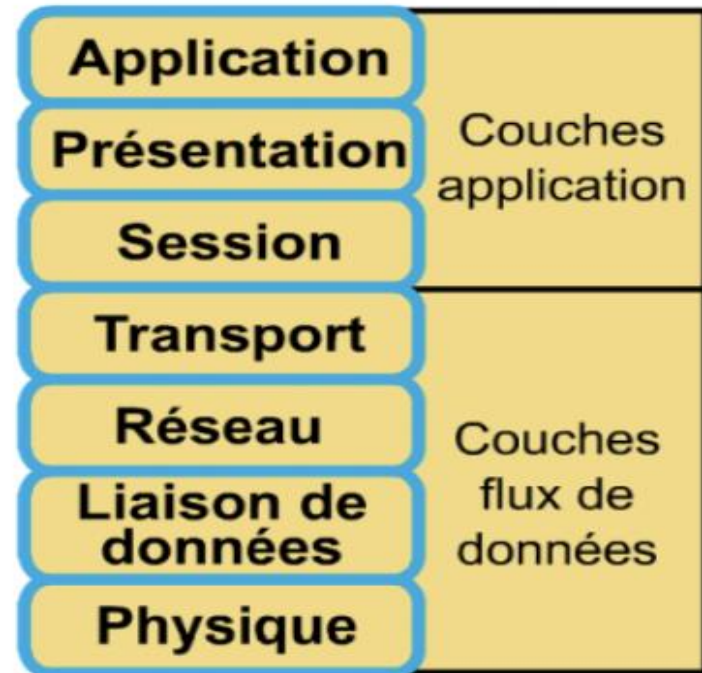 Application
Présentation
Session
Transport
Réseau
Liaison de
données
Physique
Couches
application
Couches
flux de
données